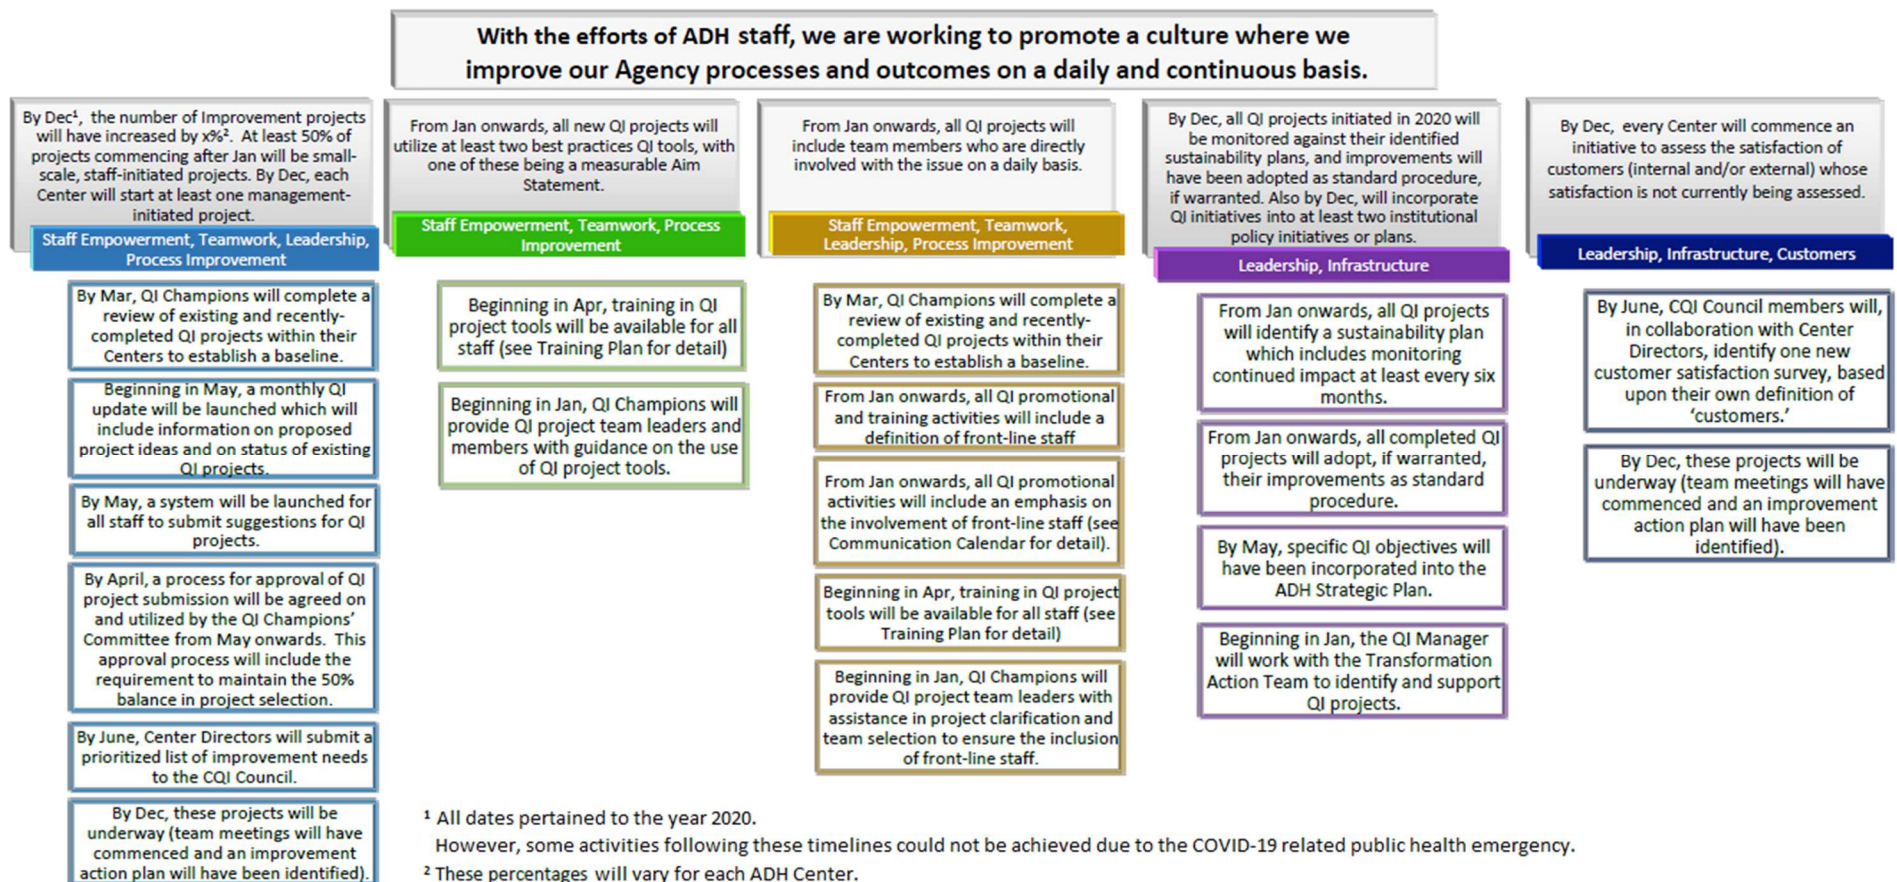 With the efforts of ADH staff, we are working to promote a culture where we
improve our Agency processes and outcomes on a daily and continuous basis.
By Dec¹, the number of Improvement projects
will have increased by x%². At least 50% of
projects commencing after Jan will be small-
scale, staff-initiated projects. By Dec, each
Center will start at least one management-
initiated project.
Staff Empowerment, Teamwork, Leadership,
Process Improvement
By Mar, QI Champions will complete a
review of existing and recently-
completed QI projects within their
Centers to establish a baseline.
Beginning in May, a monthly QI
update will be launched which will
include information on proposed
project ideas and on status of existing
QI projects.
By May, a system will be launched for
all staff to submit suggestions for QI
projects.
By April, a process for approval of QI
project submission will be agreed on
and utilized by the QI Champions’
Committee from May onwards. This
approval process will include the
requirement to maintain the 50%
balance in project selection.
By June, Center Directors will submit a
prioritized list of improvement needs
to the CQI Council.
By Dec, these projects will be
underway (team meetings will have
commenced and an improvement
action plan will have been identified).
From Jan onwards, all new QI projects will
utilize at least two best practices QI tools, with
one of these being a measurable Aim
Statement.
Staff Empowerment, Teamwork, Process
Improvement
Beginning in Apr, training in QI
project tools will be available for all
staff (see Training Plan for detail)
Beginning in Jan, QI Champions will
provide QI project team leaders and
members with guidance on the use
of QI project tools.
From Jan onwards, all QI projects will
include team members who are directly
involved with the issue on a daily basis.
Staff Empowerment, Teamwork,
Leadership, Process Improvement
By Mar, QI Champions will complete a
review of existing and recently-
completed QI projects within their
Centers to establish a baseline.
From Jan onwards, all QI promotional
and training activities will include a
definition of front-line staff
From Jan onwards, all QI promotional
activities will include an emphasis on
the involvement of front-line staff (see
Communication Calendar for detail).
Beginning in Apr, training in QI project
tools will be available for all staff (see
Training Plan for detail)
Beginning in Jan, QI Champions will
provide QI project team leaders with
assistance in project clarification and
team selection to ensure the inclusion
of front-line staff.
By Dec, all QI projects initiated in 2020 will
be monitored against their identified
sustainability plans, and improvements will
have been adopted as standard procedure,
if warranted. Also by Dec, will incorporate
QI initiatives into at least two institutional
policy initiatives or plans.
Leadership, Infrastructure
From Jan onwards, all QI projects
will identify a sustainability plan
which includes monitoring
continued impact at least every six
months.
From Jan onwards, all completed QI
projects will adopt, if warranted,
their improvements as standard
procedure.
By May, specific QI objectives will
have been incorporated into the
ADH Strategic Plan.
Beginning in Jan, the QI Manager
will work with the Transformation
Action Team to identify and support
QI projects.
By Dec, every Center will commence an
initiative to assess the satisfaction of
customers (internal and/or external) whose
satisfaction is not currently being assessed.
Leadership, Infrastructure, Customers
By June, CQI Council members will,
in collaboration with Center
Directors, identify one new
customer satisfaction survey, based
upon their own definition of
‘customers.’
By Dec, these projects will be
underway (team meetings will have
commenced and an improvement
action plan will have been
identified).
¹ All dates pertained to the year 2020.
However, some activities following these timelines could not be achieved due to the COVID-19 related public health emergency.
² These percentages will vary for each ADH Center.